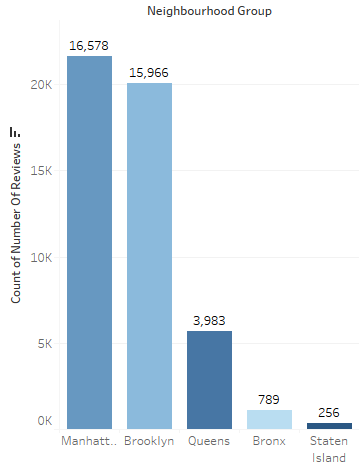 Neighbourhood Group
Count of Number Of Reviews
20K
15K
10K
5K
0K
16,578
15,966
3,983
789
256
Manhatt..
Brooklyn
Queens
Bronx
Staten
Island